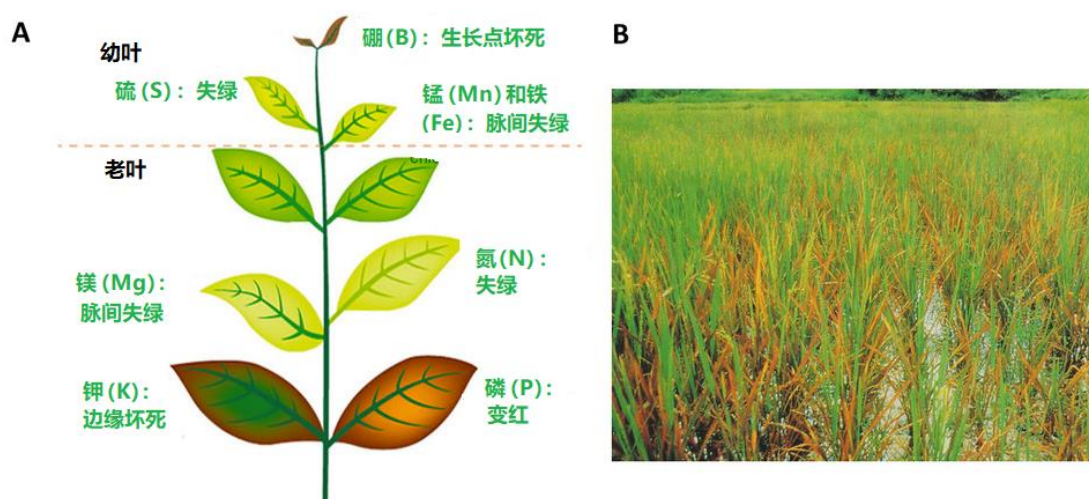 A
幼叶
硼(B)：生长点坏死
硫(S)：失绿
锰(Mn)和铁
(Fe)：脉间失绿
老叶
镁(Mg)：
脉间失绿
氮(N)：
失绿
钾(K)：
边缘坏死
磷(P)：
变红
B